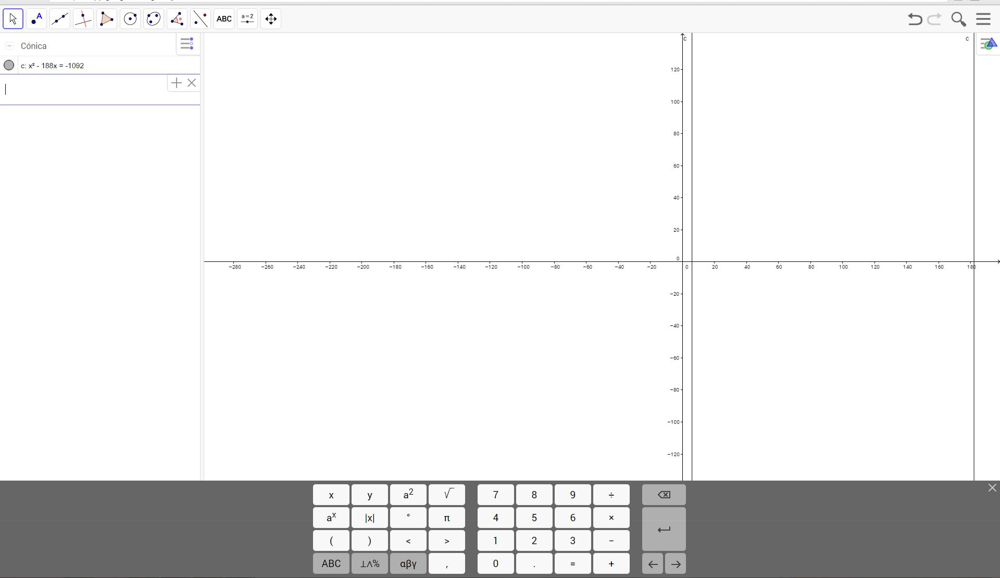 A
α
ABC
a=2
Cónica
c: x² - 188x = -1092
c
c
120
100
80
60
40
20
0
−280 −260 −240 −220 −200 −180 −160 −140 −120 −100 −80 −60 −40 −20 0 20 40 60 80 100 120 140 160 180
−20
−40
−60
−80
−100
−120
x y a² √ 7 8 9 ÷
aˣ |x| ° π 4 5 6 ×
( ) < > 1 2 3 −
ABC ⊥∧% αβγ , 0 . = +